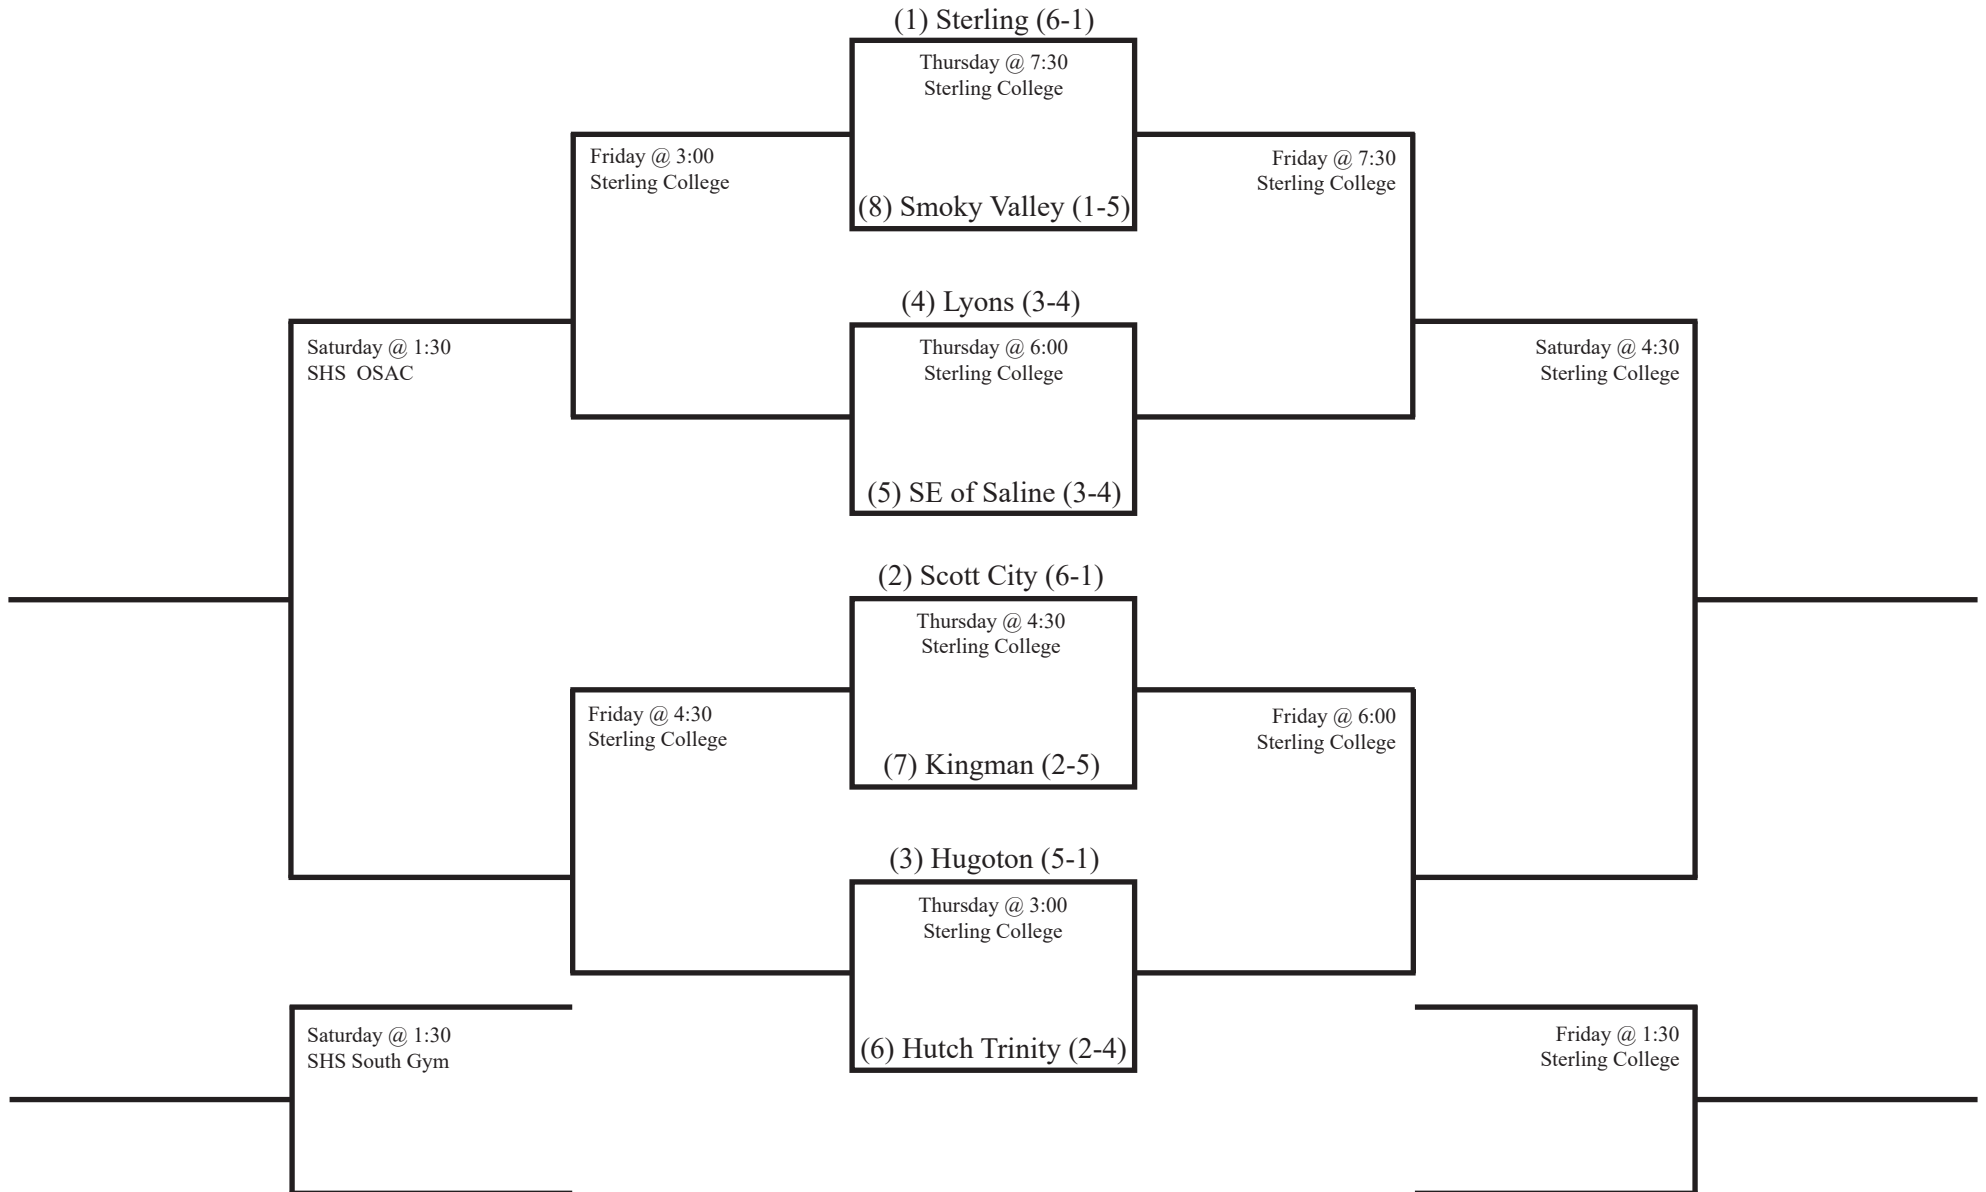 (1) Sterling (6-1)
Thursday @ 7:30
Sterling College
Friday @ 3:00
Sterling College
Friday @ 7:30
Sterling College
(8) Smoky Valley (1-5)
(4) Lyons (3-4)
Saturday @ 1:30
SHS  OSAC
Thursday @ 6:00
Sterling College
Saturday @ 4:30
Sterling College
(5) SE of Saline (3-4)
(2) Scott City (6-1)
Thursday @ 4:30
Sterling College
Friday @ 4:30
Sterling College
Friday @ 6:00
Sterling College
(7) Kingman (2-5)
(3) Hugoton (5-1)
Thursday @ 3:00
Sterling College
Saturday @ 1:30
SHS South Gym
(6) Hutch Trinity (2-4)
Friday @ 1:30
Sterling College